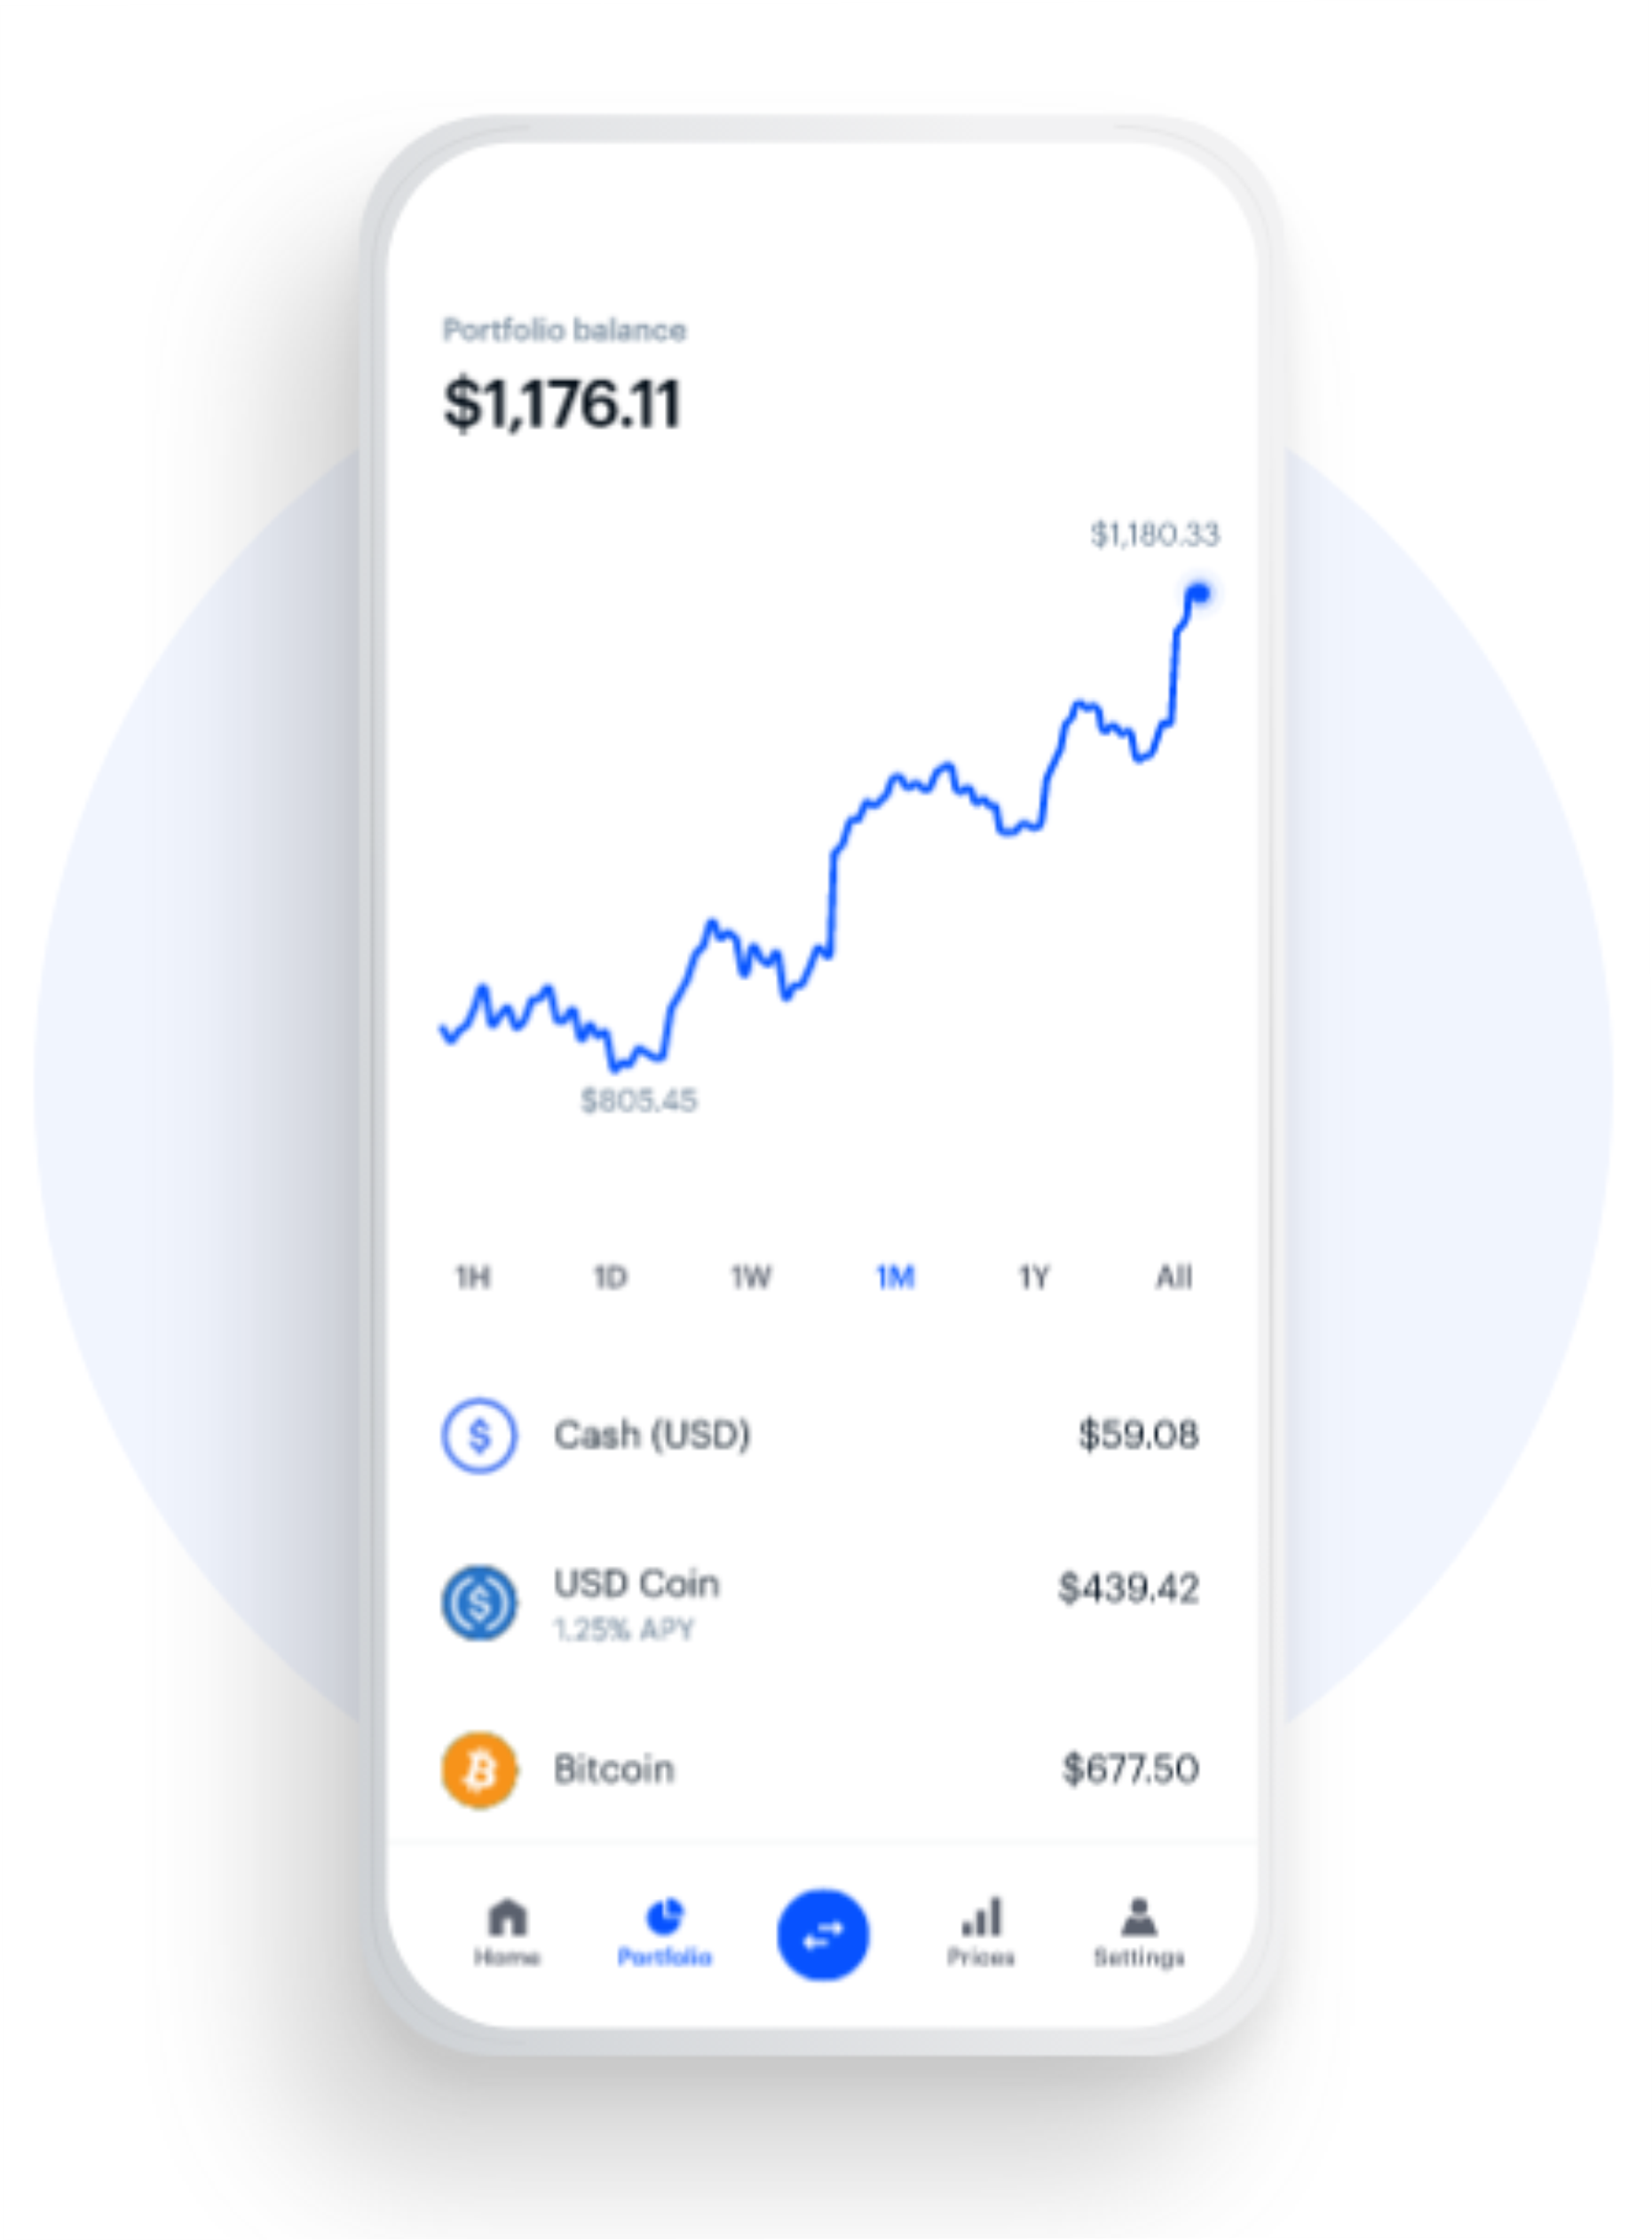 Portfolio balance
$1,176.11
$1,180.33
$805.45
1H 1D 1W 1M 1Y All
Cash (USD) $59.08
USD Coin $439.42
1.25% APY
Bitcoin $677.50
Home Portfolio Prices Settings